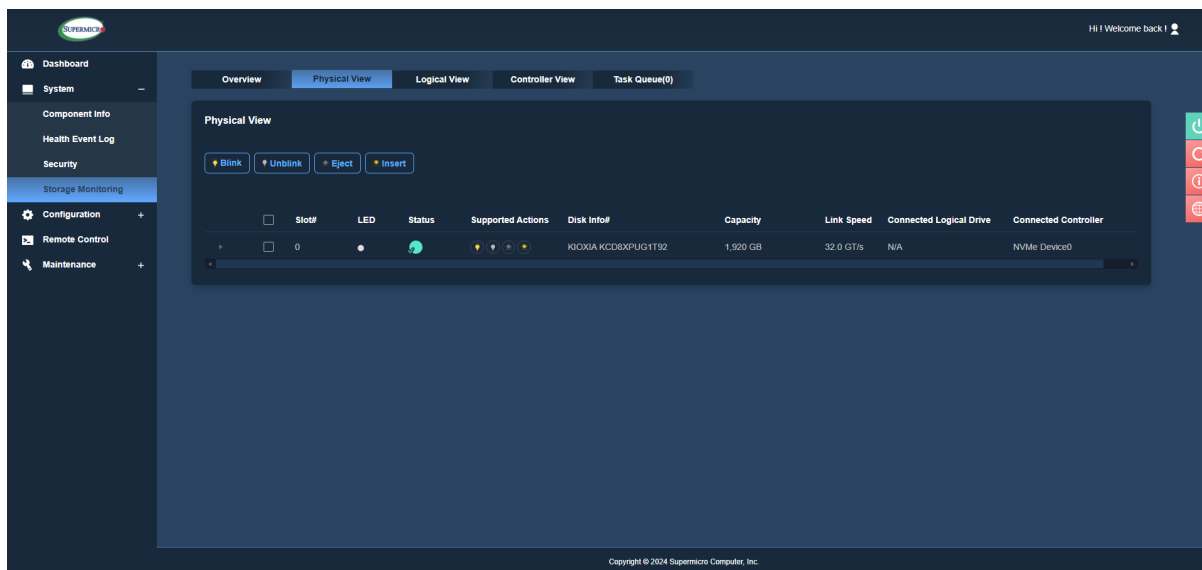 SUPERMICRO
Hi ! Welcome back !
Dashboard
System −
Component Info
Health Event Log
Security
Storage Monitoring
Configuration +
Remote Control
Maintenance +
Overview Physical View Logical View Controller View Task Queue(0)
Physical View
Blink Unblink Eject Insert
Slot# LED Status Supported Actions Disk Info# Capacity Link Speed Connected Logical Drive Connected Controller
0 KIOXIA KCD8XPUG1T92 1,920 GB 32.0 GT/s N/A NVMe Device0
Copyright © 2024 Supermicro Computer, Inc.